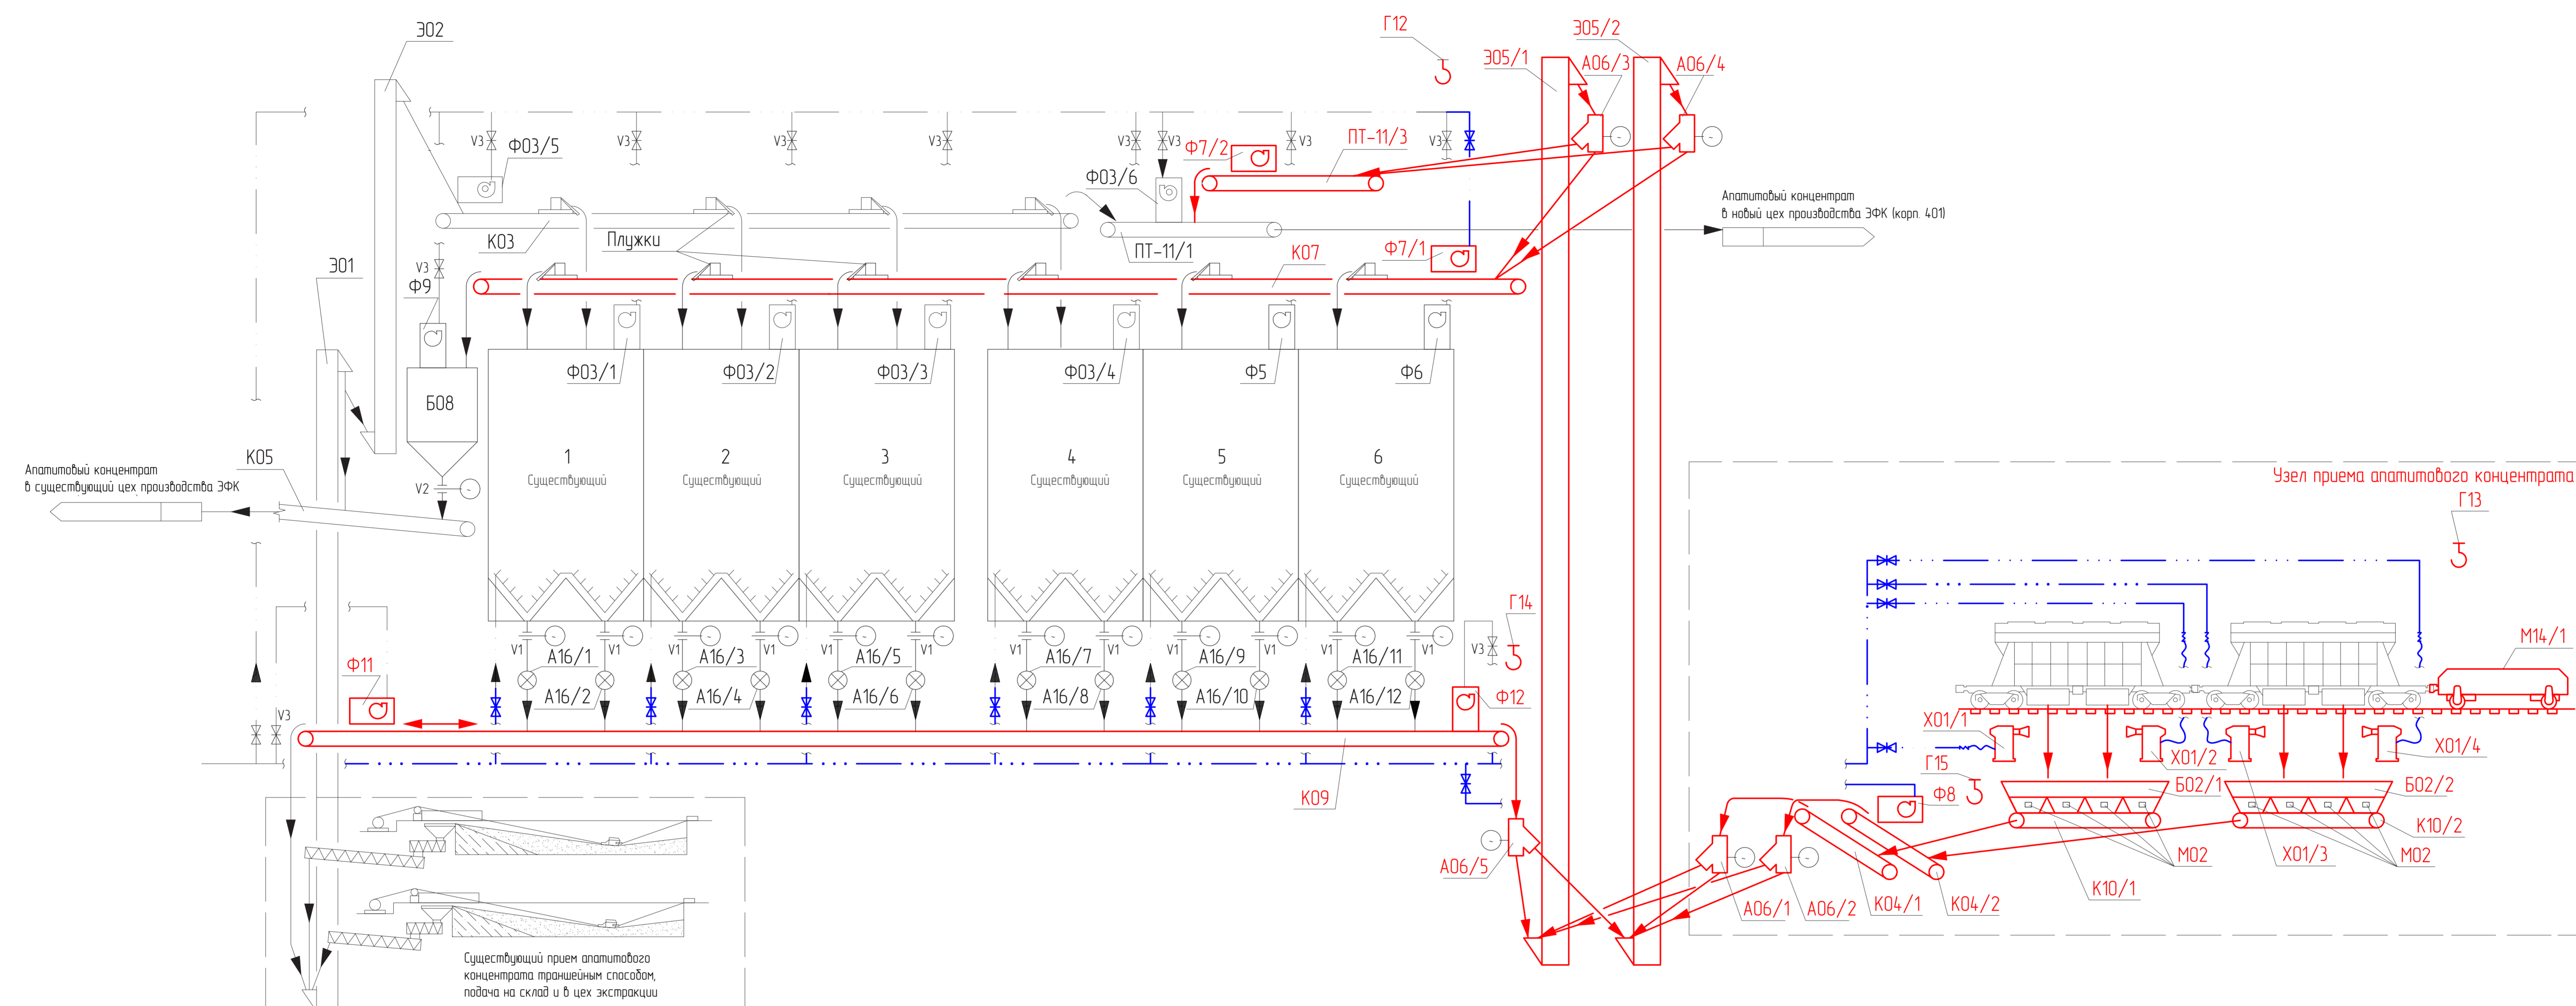 Э02
Г12
Э05/2
Э05/1
А06/3
А06/4
V3
Ф03/5
V3
V3
V3
V3
V3
V3
V3
Ф7/2
ПТ-11/3
Ф03/6
Апатитовый концентрат
в новый цех производства ЭФК (корп. 401)
К03
Плужки
ПТ-11/1
Ф7/1
К07
Э01
V3
Ф9
Ф03/1
Ф03/2
Ф03/3
Ф03/4
Ф5
Ф6
Б08
1
Существующий
2
Существующий
3
Существующий
4
Существующий
5
Существующий
6
Существующий
Апатитовый концентрат
в существующий цех производства ЭФК
К05
V2
Узел приема апатитового концентрата
Г13
Г14
V3
V1
V1
V1
V1
V1
V1
V1
V1
V1
V1
V1
V1
А16/1
А16/3
А16/5
А16/7
А16/9
А16/11
А16/2
А16/4
А16/6
А16/8
А16/10
А16/12
Ф11
V3
Ф12
М14/1
Х01/1
Х01/2
Х01/4
Г15
Ф8
Б02/1
Б02/2
К09
К10/2
А06/5
М02
Х01/3
М02
К10/1
А06/1
А06/2
К04/1
К04/2
Существующий прием апатитового
концентрата траншейным способом,
подача на склад и в цех экстракции